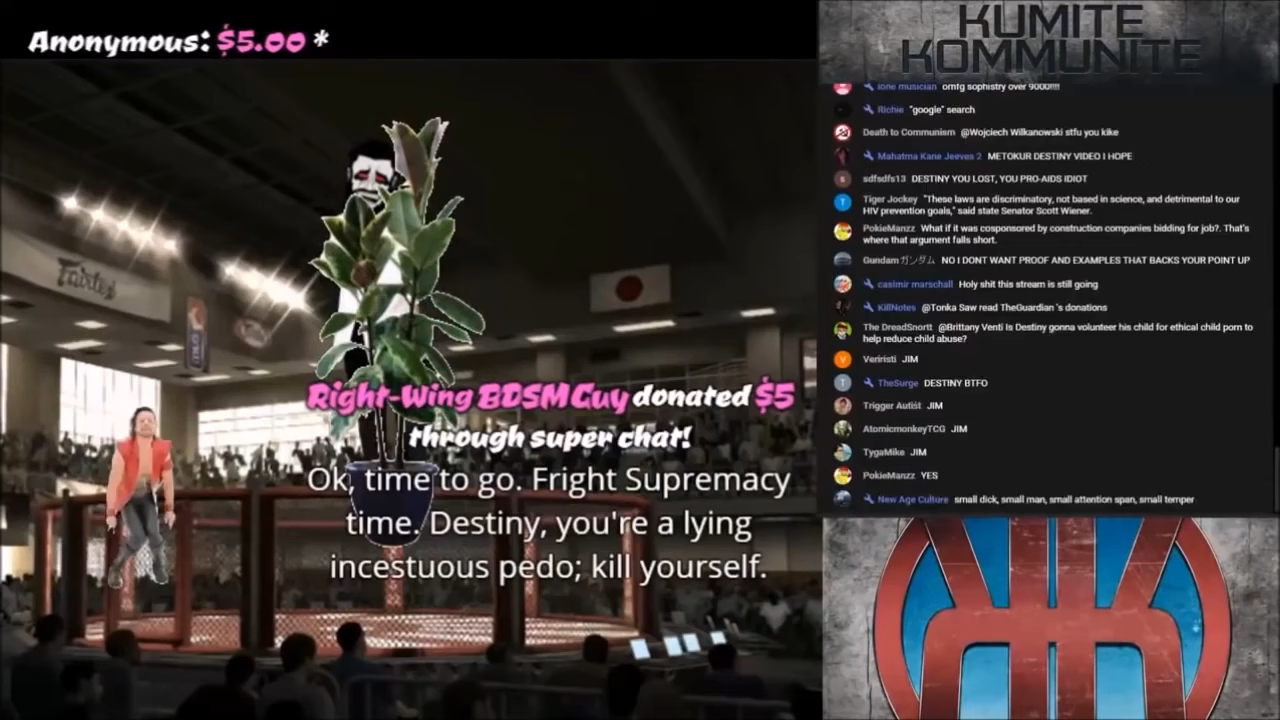 Anonymous: $5.00 *
Fairtex
Right-Wing BDSM Guy donated $5
through super chat!
Ok, time to go. Fright Supremacy
time. Destiny, you're a lying
incestuous pedo; kill yourself.
KUMITE
KOMMUNITE
lone musician omfg sophistry over 9000!!!!
Richie "google" search
Death to Communism @Wojciech Wilkanowski stfu you kike
Mahatma Kane Jeeves 2 METOKUR DESTINY VIDEO I HOPE
sdfsdfs13 DESTINY YOU LOST, YOU PRO-AIDS IDIOT
Tiger Jockey "These laws are discriminatory, not based in science, and detrimental to our
HIV prevention goals," said state Senator Scott Wiener.
PokieManzz What if it was cosponsored by construction companies bidding for job?. That's
where that argument falls short.
Gundam ガンダム NO I DONT WANT PROOF AND EXAMPLES THAT BACKS YOUR POINT UP
casimir marschall Holy shit this stream is still going
KillNotes @Tonka Saw read TheGuardian 's donations
The DreadSnortt @Brittany Venti Is Destiny gonna volunteer his child for ethical child porn to
help reduce child abuse?
Veriristi JIM
TheSurge DESTINY BTFO
Trigger Autist JIM
AtomicmonkeyTCG JIM
TygaMike JIM
PokieManzz YES
New Age Culture small dick, small man, small attention span, small temper